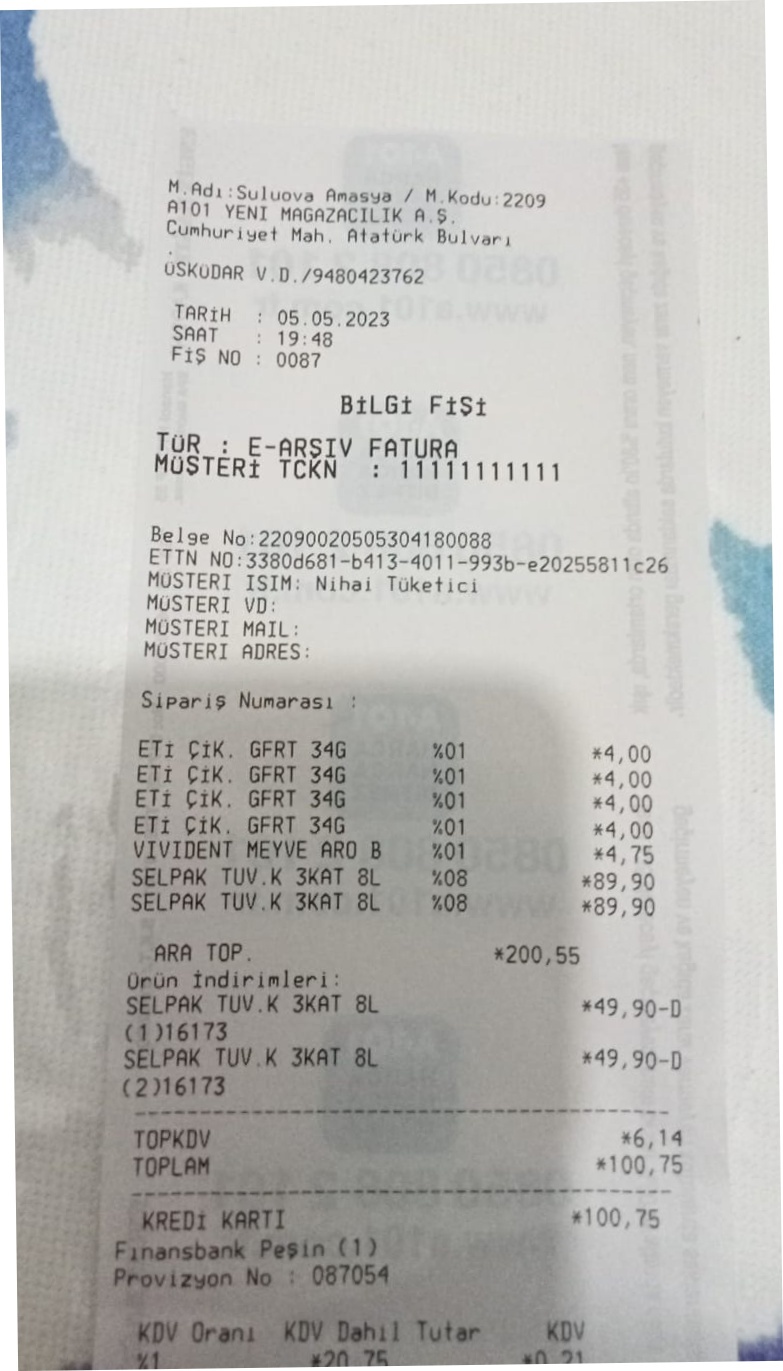 M.Adı:Suluova Amasya / M.Kodu:2209
A101 YENI MAGAZACILIK A.Ş.
Cumhuriyet Mah. Atatürk Bulvarı
.
ÜSKÜDAR V.D./9480423762
TARİH : 05.05.2023
SAAT : 19:48
FİŞ NO : 0087
BİLGİ FİŞİ
TÜR : E-ARŞIV FATURA
MÜŞTERİ TCKN : 11111111111
Belge No:22090020505304180088
ETTN NO:3380d681-b413-4011-993b-e20255811c26
MÜSTERI ISIM: Nihai Tüketici
MÜSTERI VD:
MÜSTERI MAIL:
MÜSTERI ADRES:
Sipariş Numarası :
ETİ ÇİK. GFRT 34G %01 *4,00
ETİ ÇİK. GFRT 34G %01 *4,00
ETİ ÇİK. GFRT 34G %01 *4,00
ETİ ÇİK. GFRT 34G %01 *4,00
VIVIDENT MEYVE ARO B %01 *4,75
SELPAK TUV.K 3KAT 8L %08 *89,90
SELPAK TUV.K 3KAT 8L %08 *89,90
ARA TOP. *200,55
Ürün İndirimleri:
SELPAK TUV.K 3KAT 8L *49,90-D
(1)16173
SELPAK TUV.K 3KAT 8L *49,90-D
(2)16173
TOPKDV *6,14
TOPLAM *100,75
KREDİ KARTI *100,75
Finansbank Peşin (1)
Provizyon No : 087054
KDV Oranı KDV Dahil Tutar KDV
%1 *20,75 *0,21